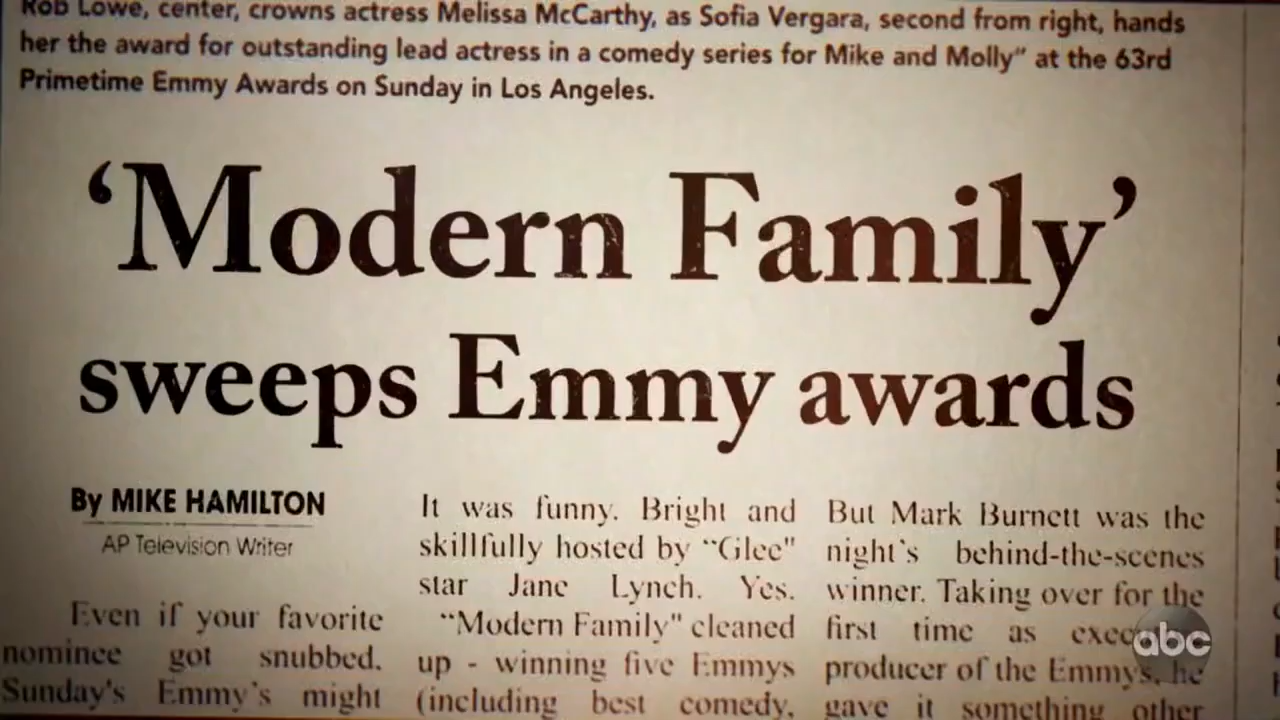 Rob Lowe, center, crowns actress Melissa McCarthy, as Sofia Vergara, second from right, hands
her the award for outstanding lead actress in a comedy series for Mike and Molly” at the 63rd
Primetime Emmy Awards on Sunday in Los Angeles.
‘Modern Family’
sweeps Emmy awards
By MIKE HAMILTON
AP Television Writer
Even if your favorite
nominee got snubbed,
Sunday's Emmy's might
It was funny. Bright and
skillfully hosted by “Glee"
star Jane Lynch. Yes.
“Modern Family" cleaned
up - winning five Emmys
(including best comedy,
But Mark Burnett was the
night's behind-the-scenes
winner. Taking over for the
first time as
producer of the Emmys, he
gave it something other
abc